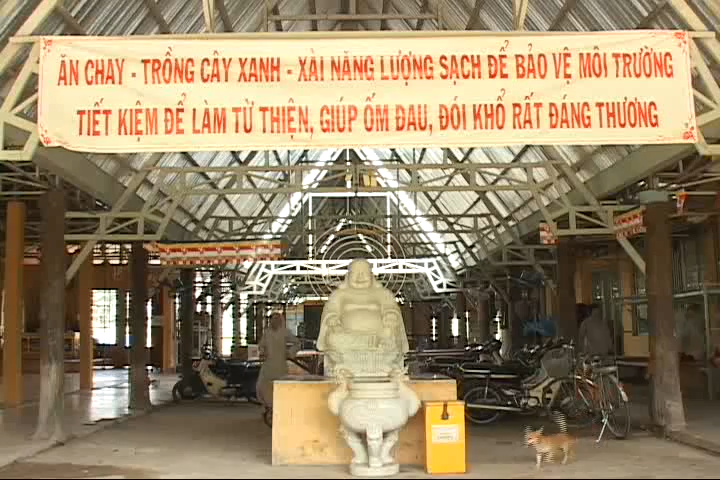 ĂN CHAY - TRỒNG CÂY XANH - XÀI NĂNG LƯỢNG SẠCH ĐỂ BẢO VỆ MÔI TRƯỜNG
TIẾT KIỆM ĐỂ LÀM TỪ THIỆN, GIÚP ỐM ĐAU, ĐÓI KHỔ RẤT ĐÁNG THƯƠNG